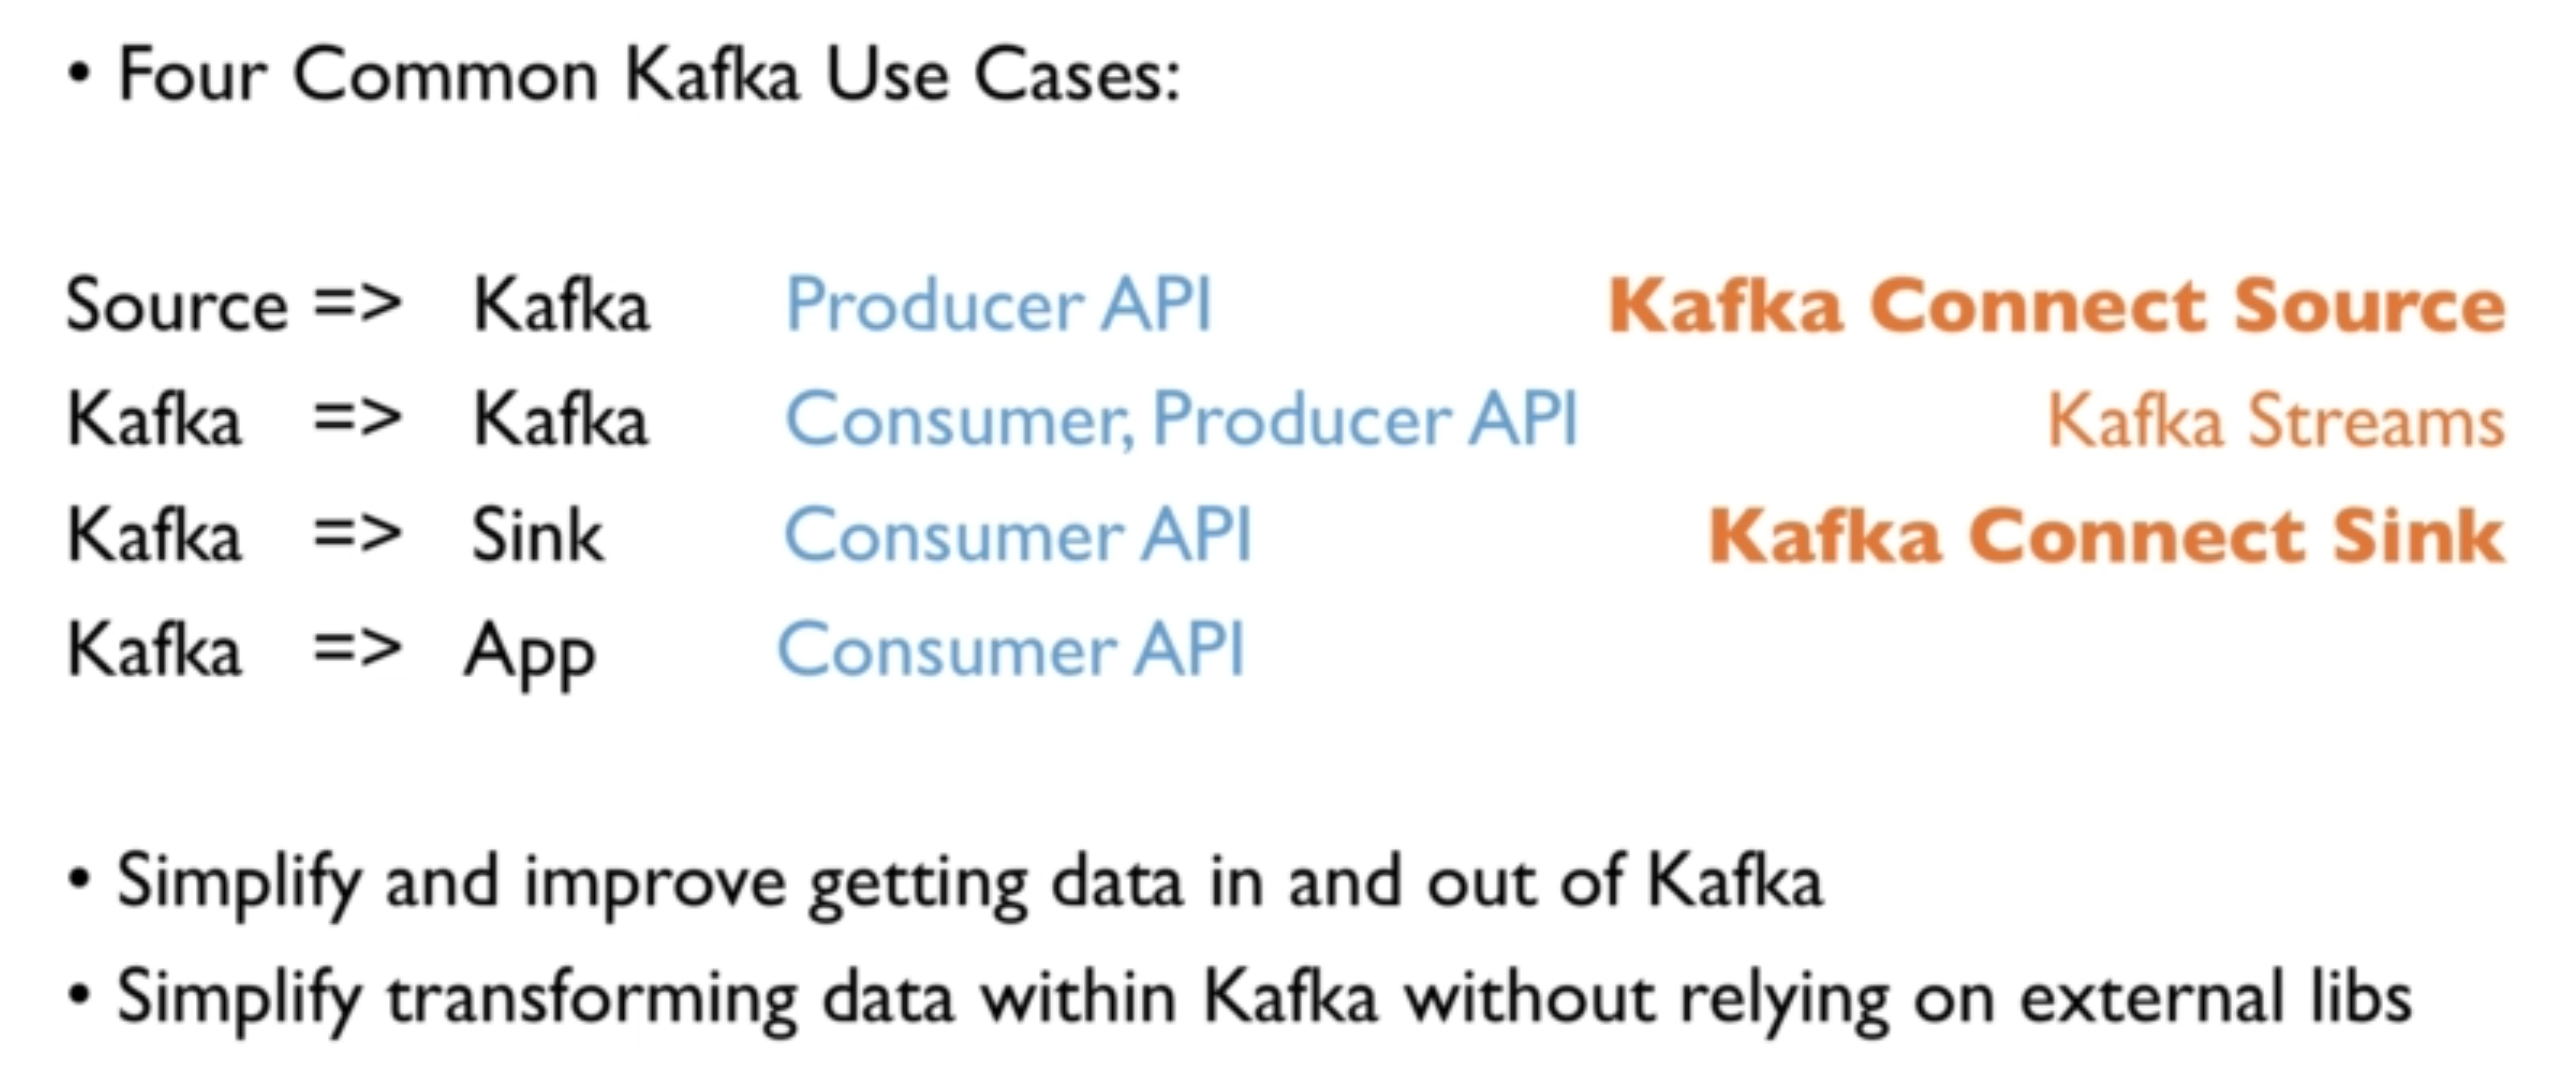 • Four Common Kafka Use Cases:
Source => Kafka Producer API Kafka Connect Source
Kafka => Kafka Consumer, Producer API Kafka Streams
Kafka => Sink Consumer API Kafka Connect Sink
Kafka => App Consumer API
• Simplify and improve getting data in and out of Kafka
• Simplify transforming data within Kafka without relying on external libs